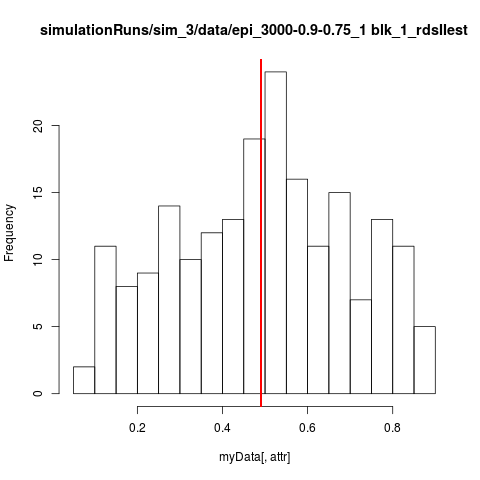 simulationRuns/sim_3/data/epi_3000-0.9-0.75_1 blk_1_rdsllest
Frequency
20
15
10
5
0
0.2 0.4 0.6 0.8
myData[, attr]